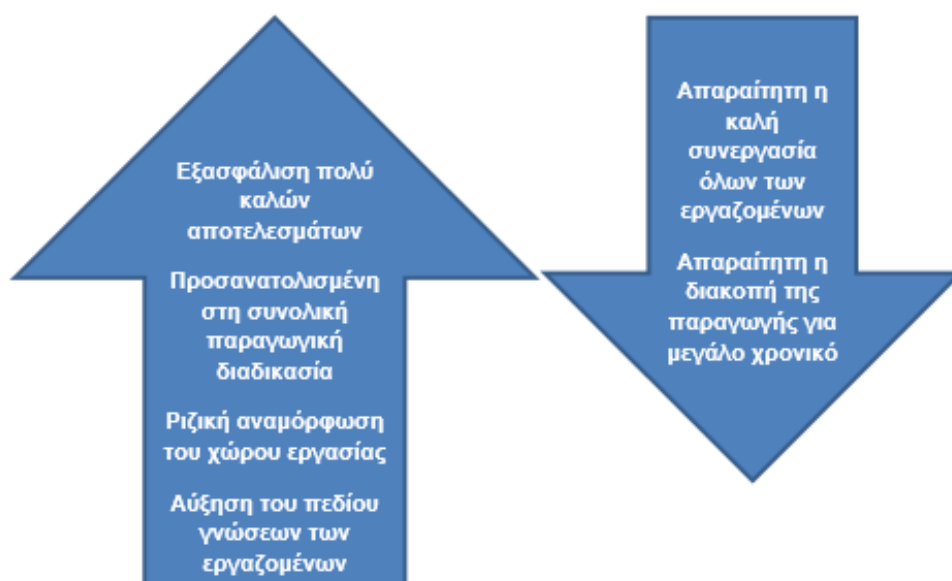 Εξασφάλιση πολύ
καλών
αποτελεσμάτων
Προσανατολισμένη
στη συνολική
παραγωγική
διαδικασία
Ριζική αναμόρφωση
του χώρου εργασίας
Αύξηση του πεδίου
γνώσεων των
εργαζομένων
Απαραίτητη η
καλή
συνεργασία
όλων των
εργαζομένων
Απαραίτητη η
διακοπή της
παραγωγής για
μεγάλο χρονικό